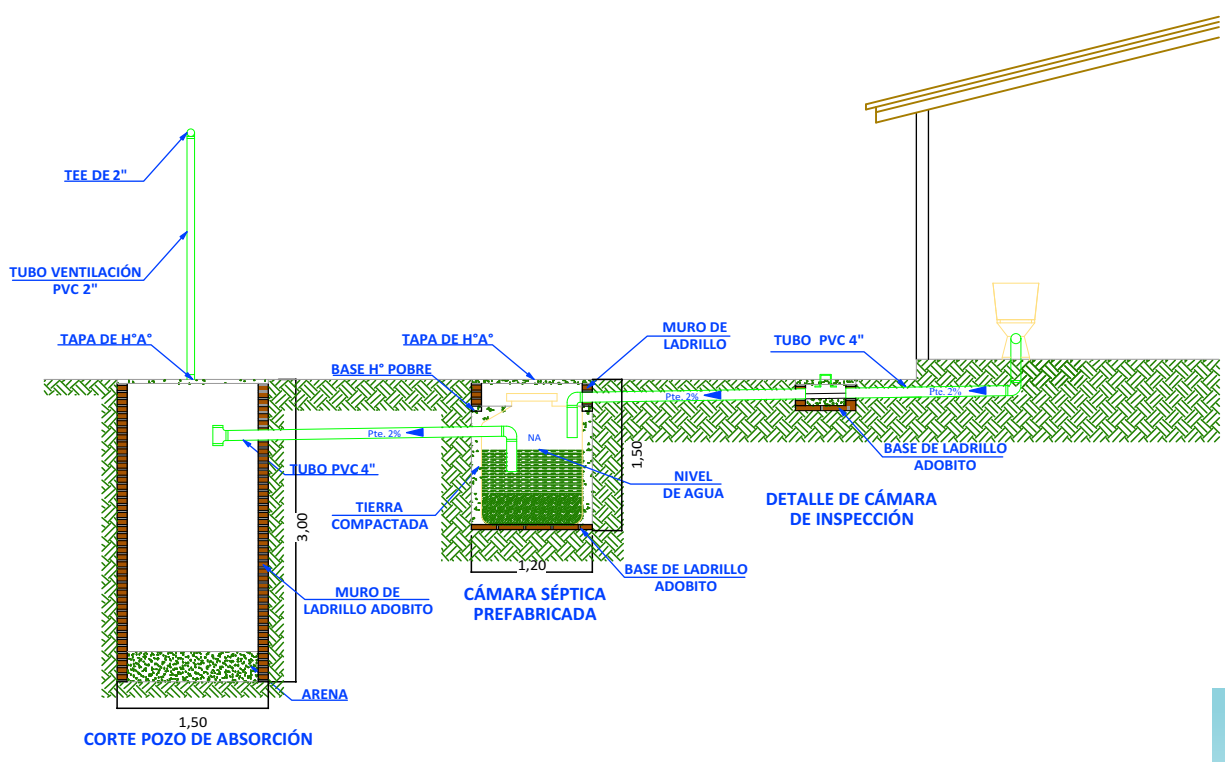 TEE DE 2"
TUBO VENTILACIÓN
PVC 2"
TAPA DE H°A°
TAPA DE H°A°
MURO DE
LADRILLO
TUBO PVC 4"
BASE H° POBRE
Pte. 2%
Pte. 2%
Pte. 2%
NA
TUBO PVC 4"
BASE DE LADRILLO
ADOBITO
1,50
NIVEL
DE AGUA
DETALLE DE CÁMARA
DE INSPECCIÓN
TIERRA
COMPACTADA
3,00
1,20
BASE DE LADRILLO
ADOBITO
MURO DE
LADRILLO ADOBITO
CÁMARA SÉPTICA
PREFABRICADA
ARENA
1,50
CORTE POZO DE ABSORCIÓN